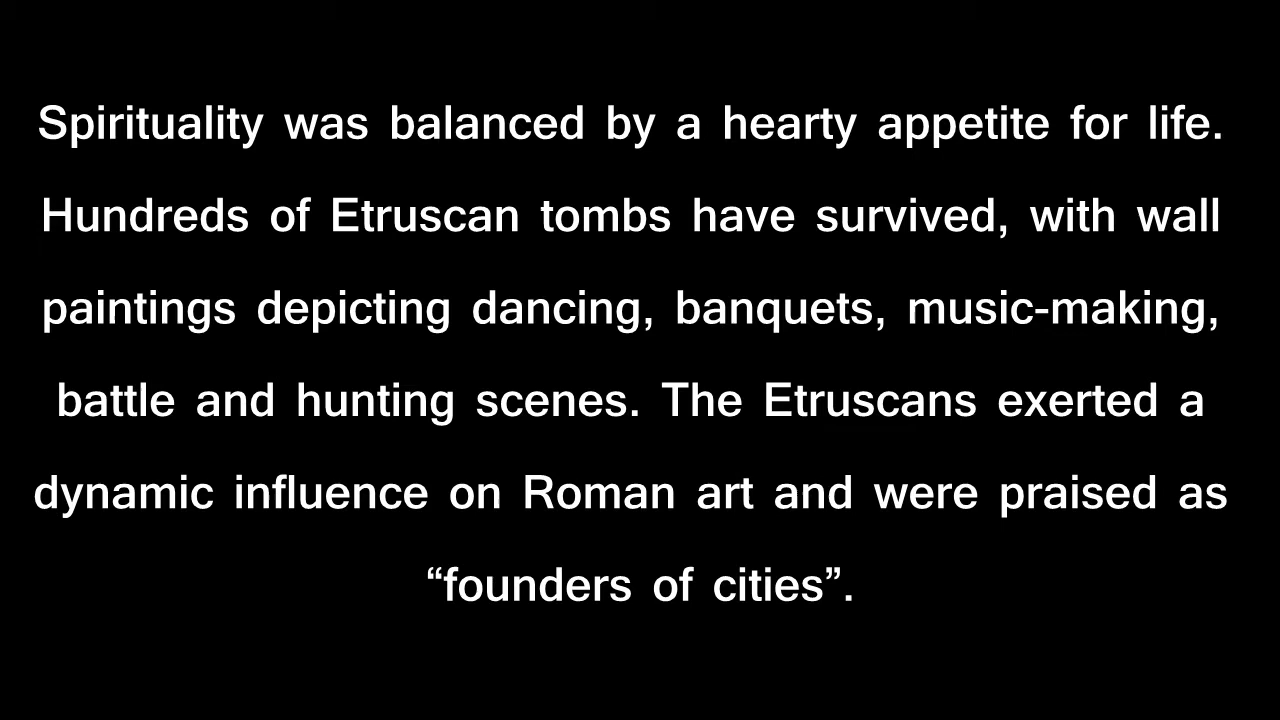 Spirituality was balanced by a hearty appetite for life.
Hundreds of Etruscan tombs have survived, with wall
paintings depicting dancing, banquets, music-making,
battle and hunting scenes. The Etruscans exerted a
dynamic influence on Roman art and were praised as
“founders of cities”.